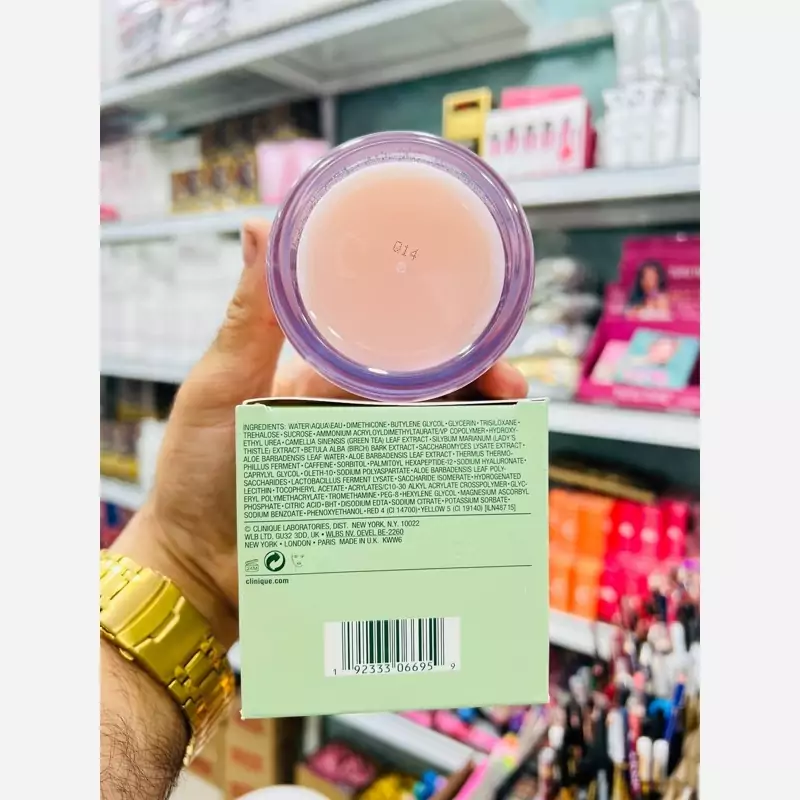 D14
INGREDIENTS: WATER\AQUA\EAU • DIMETHICONE • BUTYLENE GLYCOL • GLYCERIN • TRISILOXANE •
TREHALOSE • SUCROSE • AMMONIUM ACRYLOYLDIMETHYLTAURATE/VP COPOLYMER • HYDROXY-
ETHYL UREA • CAMELLIA SINENSIS (GREEN TEA) LEAF EXTRACT • SILYBUM MARIANUM (LADY'S
THISTLE) EXTRACT • BETULA ALBA (BIRCH) BARK EXTRACT • SACCHAROMYCES LYSATE EXTRACT •
ALOE BARBADENSIS LEAF WATER • ALOE BARBADENSIS LEAF EXTRACT • THERMUS THERMO-
PHILLUS FERMENT • CAFFEINE • SORBITOL • PALMITOYL HEXAPEPTIDE-12 • SODIUM HYALURONATE •
CAPRYLYL GLYCOL • OLETH-10 • SODIUM POLYASPARTATE • ALOE BARBADENSIS LEAF POLY-
SACCHARIDES • LACTOBACILLUS FERMENT LYSATE • SACCHARIDE ISOMERATE • HYDROGENATED
LECITHIN • TOCOPHERYL ACETATE • ACRYLATES/C10-30 ALKYL ACRYLATE CROSSPOLYMER • GLYC-
ERYL POLYMETHACRYLATE • TROMETHAMINE • PEG-8 • HEXYLENE GLYCOL • MAGNESIUM ASCORBYL
PHOSPHATE • CITRIC ACID • BHT • DISODIUM EDTA • SODIUM CITRATE • POTASSIUM SORBATE •
SODIUM BENZOATE • PHENOXYETHANOL • RED 4 (CI 14700) • YELLOW 5 (CI 19140) [ILN48715]
© CLINIQUE LABORATORIES, DIST. NEW YORK, N.Y. 10022
WLB LTD, GU32 3DD, UK • WLBS NV. OEVEL BE-2260
NEW YORK • LONDON • PARIS MADE IN U.K. KWW6
24M
clinique.com
1 92333 06695 9